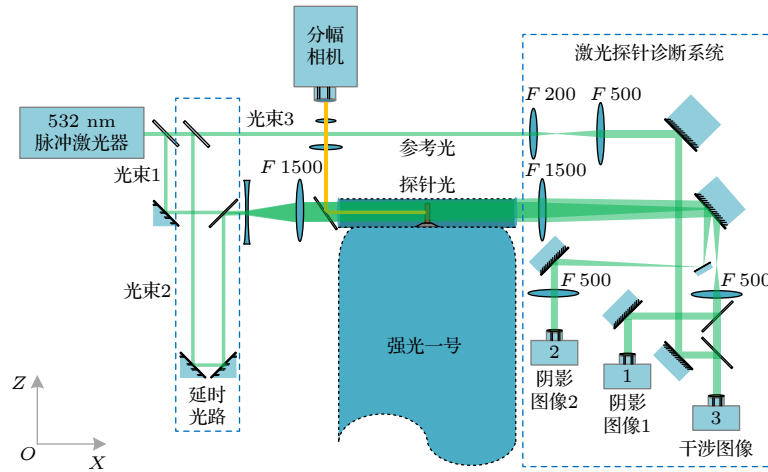 分幅
相机
激光探针诊断系统
532 nm
脉冲激光器
光束3
F 200
F 500
参考光
光束1
F 1500
探针光
F 1500
光束2
F 500
F 500
强光一号
2
阴影
图像2
1
阴影
图像1
3
干涉图像
延时
光路
Z
O
X